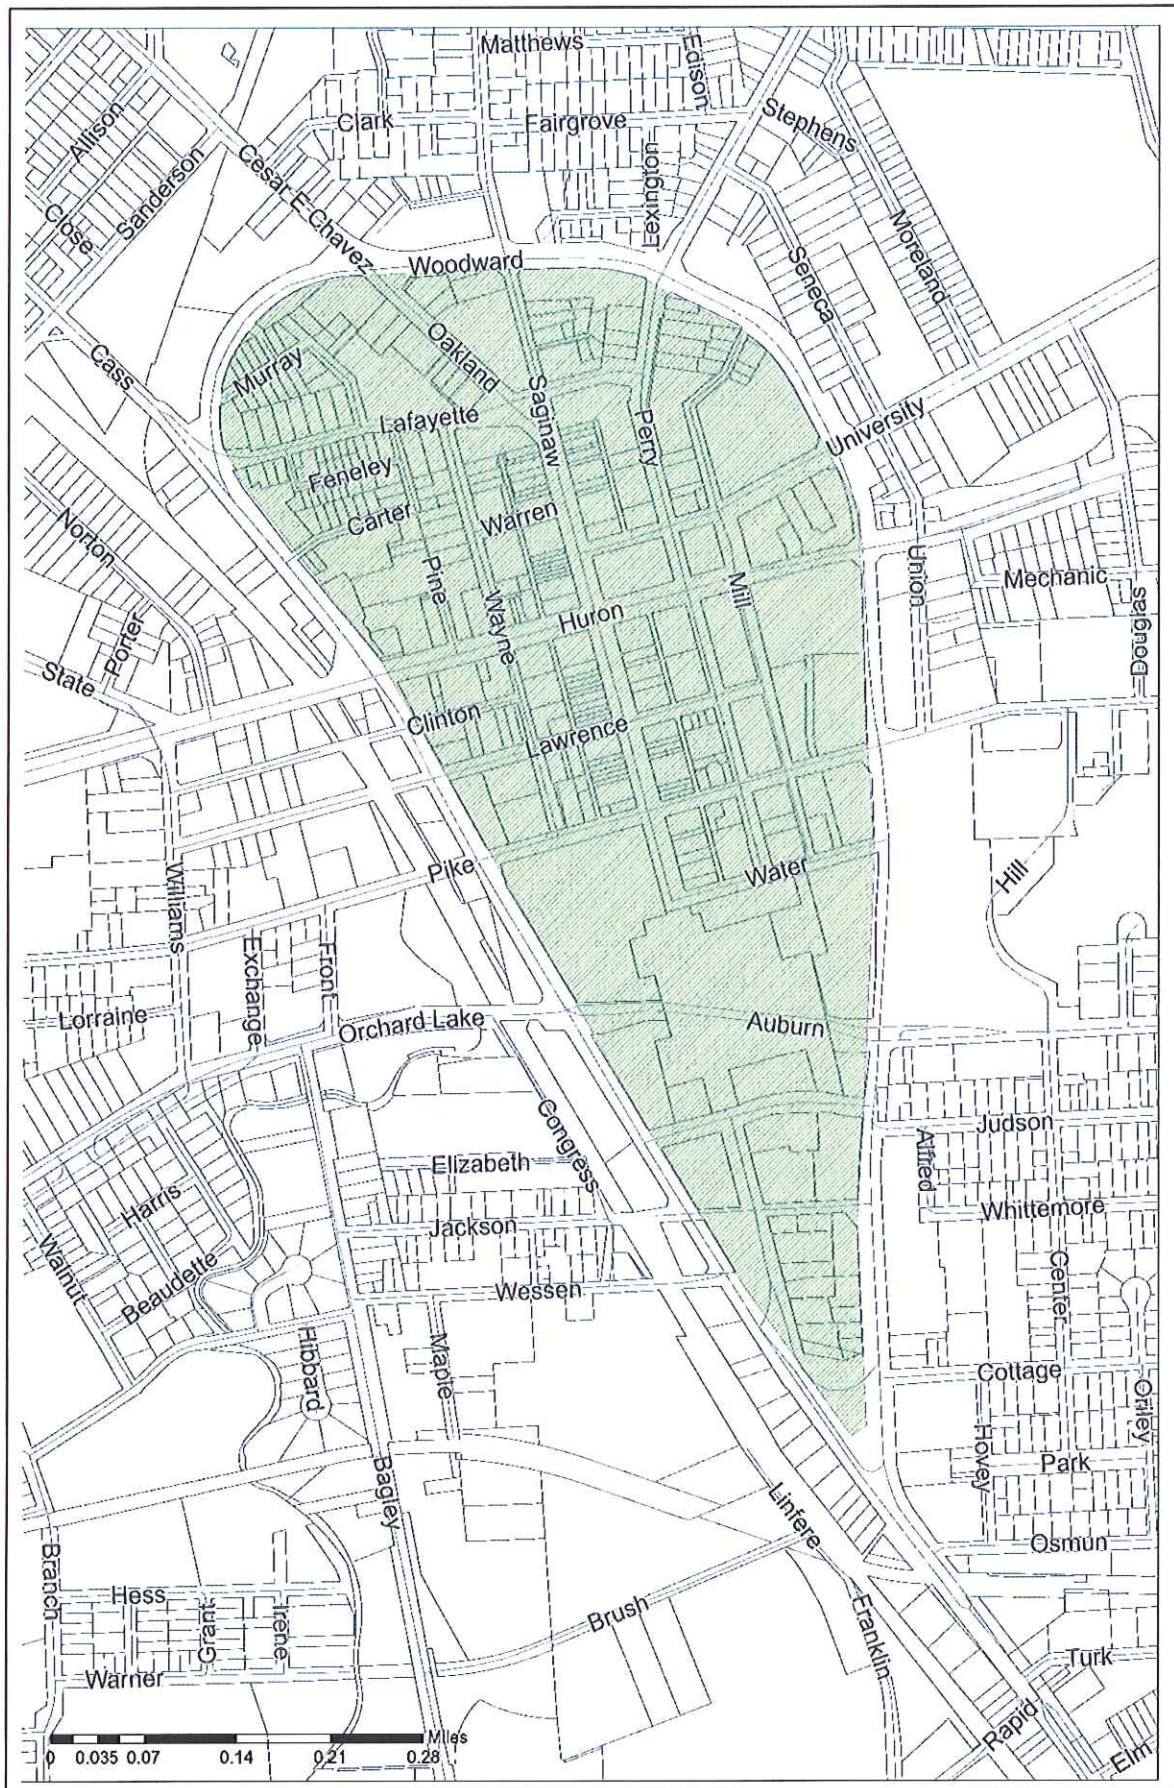 Matthews
Edison
Clark
Fairgrove
Stephens
Allison
Lexington
Sanderson
Cesar E Chavez
Close
Moreland
Woodward
Seneca
Cass
Murray
Oakland
Saginaw
Lafayette
Perry
University
Feneley
Carter
Warren
Norton
Pine
Wayne
Huron
Mill
Union
Mechanic
Douglas
Porter
State
Clinton
Lawrence
Pike
Water
Williams
Hill
Exchange
Front
Lorraine
Orchard Lake
Auburn
Congress
Judson
Alfred
Elizabeth
Harris
Jackson
Whittemore
Walnut
Beaudette
Wessen
Center
Hibbard
Maple
Cottage
Oriley
Hovey
Park
Bagley
Linfere
Osmun
Branch
Hess
Grant
Irene
Brush
Franklin
Warner
Turk
Rapid
Elm
Miles
0 0.035 0.07 0.14 0.21 0.28